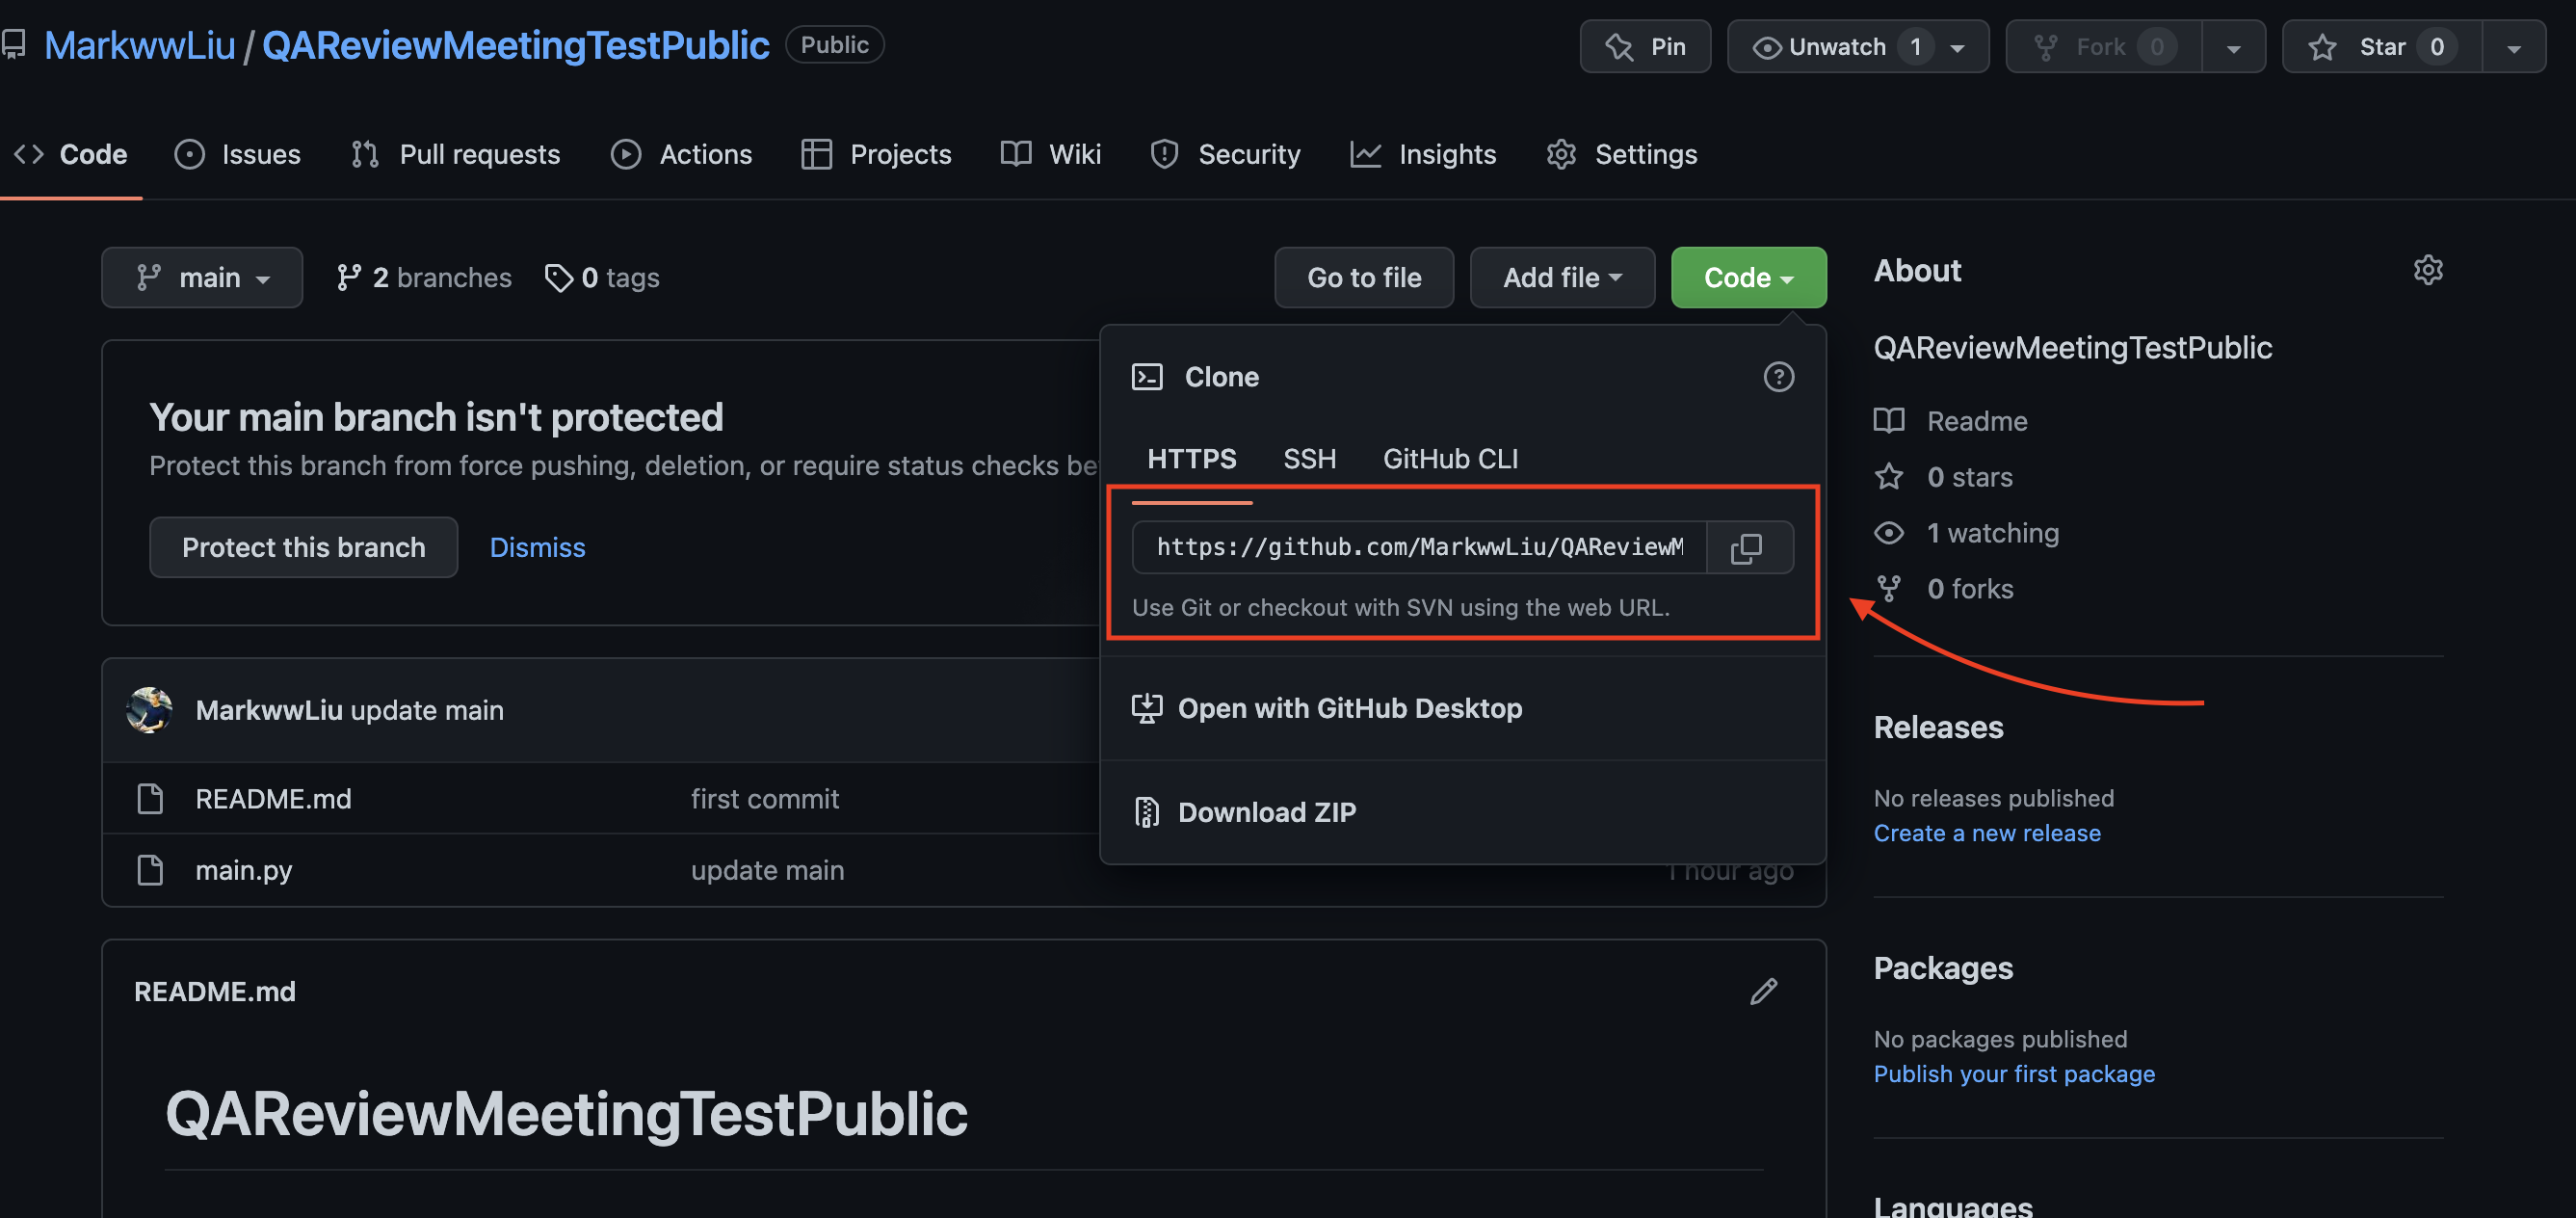 MarkwwLiu / QAReviewMeetingTestPublic Public
Pin Unwatch 1 Fork 0 Star 0
Code Issues Pull requests Actions Projects Wiki Security Insights Settings
main 2 branches 0 tags Go to file Add file Code
About
QAReviewMeetingTestPublic
Readme
0 stars
1 watching
0 forks
Your main branch isn't protected
Protect this branch from force pushing, deletion, or require status checks
Protect this branch Dismiss
Clone
HTTPS SSH GitHub CLI
https://github.com/MarkwwLiu/QAReviewM
Use Git or checkout with SVN using the web URL.
Open with GitHub Desktop
Download ZIP
MarkwwLiu update main
README.md first commit
main.py update main 1 hour ago
Releases
No releases published
Create a new release
Packages
No packages published
Publish your first package
Languages
README.md
QAReviewMeetingTestPublic